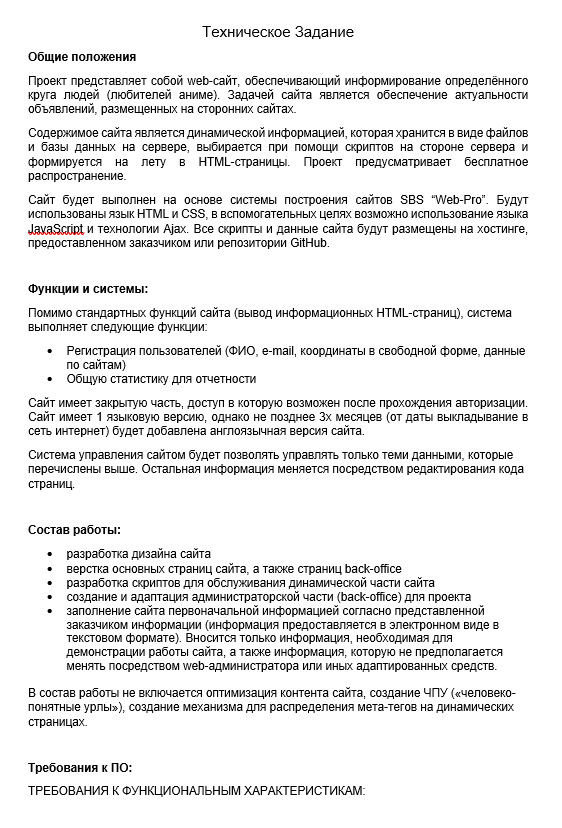 Техническое Задание
Общие положения
Проект представляет собой web-сайт, обеспечивающий информирование определённого
круга людей (любителей аниме). Задачей сайта является обеспечение актуальности
объявлений, размещенных на сторонних сайтах.
Содержимое сайта является динамической информацией, которая хранится в виде файлов
и базы данных на сервере, выбирается при помощи скриптов на стороне сервера и
формируется на лету в HTML-страницы. Проект предусматривает бесплатное
распространение.
Сайт будет выполнен на основе системы построения сайтов SBS “Web-Pro”. Будут
использованы язык HTML и CSS, в вспомогательных целях возможно использование языка
JavaScript и технологии Ajax. Все скрипты и данные сайта будут размещены на хостинге,
предоставленном заказчиком или репозитории GitHub.
Функции и системы:
Помимо стандартных функций сайта (вывод информационных HTML-страниц), система
выполняет следующие функции:
• Регистрация пользователей (ФИО, e-mail, координаты в свободной форме, данные
по сайтам)
• Общую статистику для отчетности
Сайт имеет закрытую часть, доступ в которую возможен после прохождения авторизации.
Сайт имеет 1 языковую версию, однако не позднее 3х месяцев (от даты выкладывание в
сеть интернет) будет добавлена англоязычная версия сайта.
Система управления сайтом будет позволять управлять только теми данными, которые
перечислены выше. Остальная информация меняется посредством редактирования кода
страниц.
Состав работы:
• разработка дизайна сайта
• верстка основных страниц сайта, а также страниц back-office
• разработка скриптов для обслуживания динамической части сайта
• создание и адаптация администраторской части (back-office) для проекта
• заполнение сайта первоначальной информацией согласно представленной
заказчиком информации (информация предоставляется в электронном виде в
текстовом формате). Вносится только информация, необходимая для
демонстрации работы сайта, а также информация, которую не предполагается
менять посредством web-администратора или иных адаптированных средств.
В состав работы не включается оптимизация контента сайта, создание ЧПУ («человеко-
понятные урлы»), создание механизма для распределения мета-тегов на динамических
страницах.
Требования к ПО:
ТРЕБОВАНИЯ К ФУНКЦИОНАЛЬНЫМ ХАРАКТЕРИСТИКАМ: